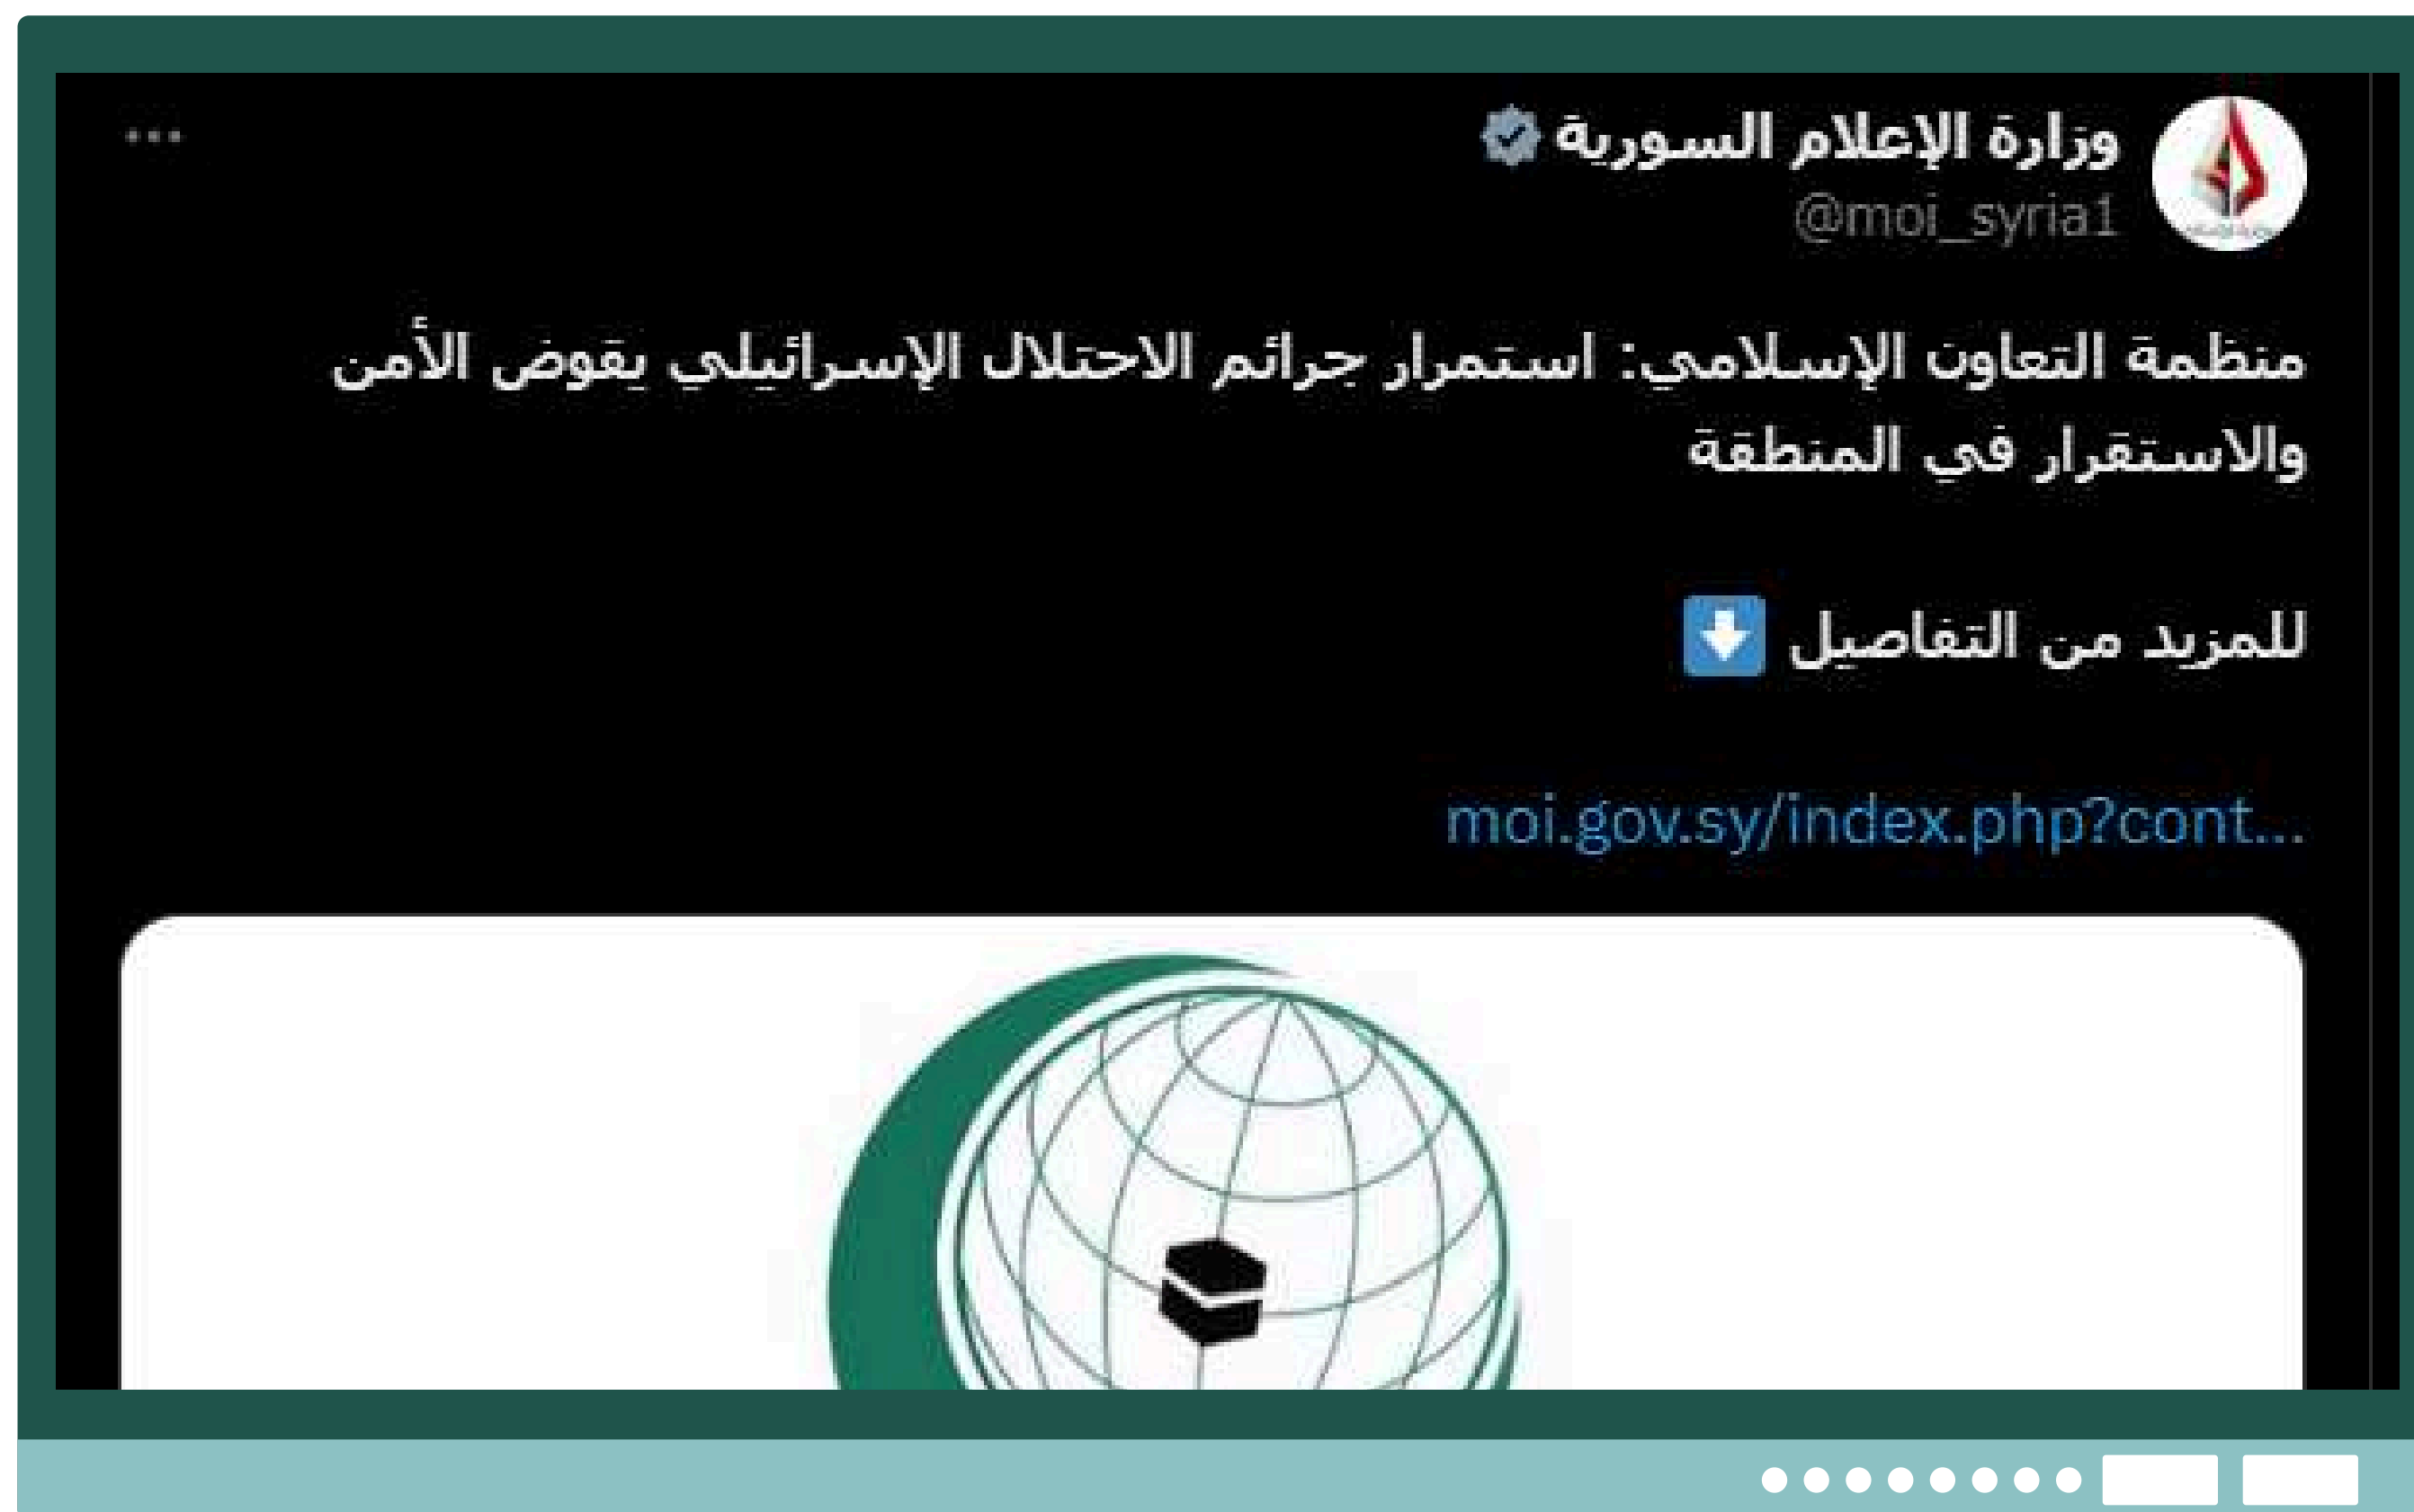 وزارة الإعلام السورية
@moi_syria1
منظمة التعاون الإسلامي: استمرار جرائم الاحتلال الإسرائيلي يقوض الأمن
والاستقرار في المنطقة
للمزيد من التفاصيل
moi.gov.sy/index.php?cont...